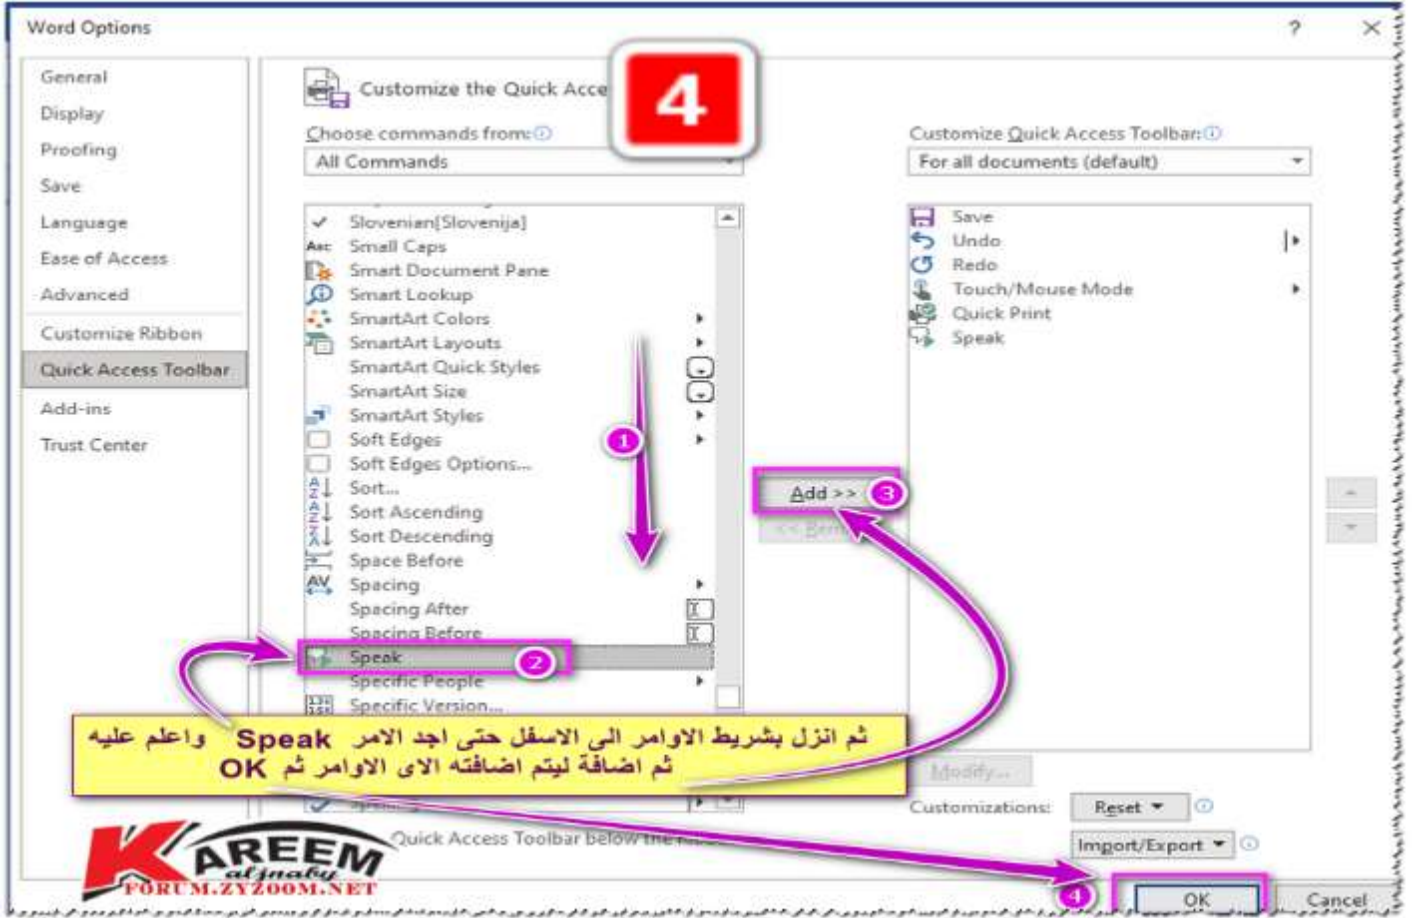 Word Options
? ×
General
Display
Proofing
Save
Language
Ease of Access
Advanced
Customize Ribbon
Quick Access Toolbar
Add-ins
Trust Center
4
Customize the Quick Acce
Choose commands from:
All Commands
Slovenian[Slovenija]
Small Caps
Smart Document Pane
Smart Lookup
SmartArt Colors
SmartArt Layouts
SmartArt Quick Styles
SmartArt Size
SmartArt Styles
Soft Edges
Soft Edges Options...
Sort...
Sort Ascending
Sort Descending
Space Before
Spacing
Spacing After
Spacing Before
Speak
Specific People
Specific Version...
1
2
Add >>
3
Customize Quick Access Toolbar:
For all documents (default)
Save
Undo
Redo
Touch/Mouse Mode
Quick Print
Speak
ثم انزل بشريط الاوامر الى الاسفل حتى اجد الامر Speak واعلم عليه
ثم اضافة ليتم اضافته الاى الاوامر ثم OK
Modify...
Customizations:
Reset
Import/Export
Quick Access Toolbar below the
KAREEM
aljnaby
FORUM.ZYZOOM.NET
4
OK
Cancel